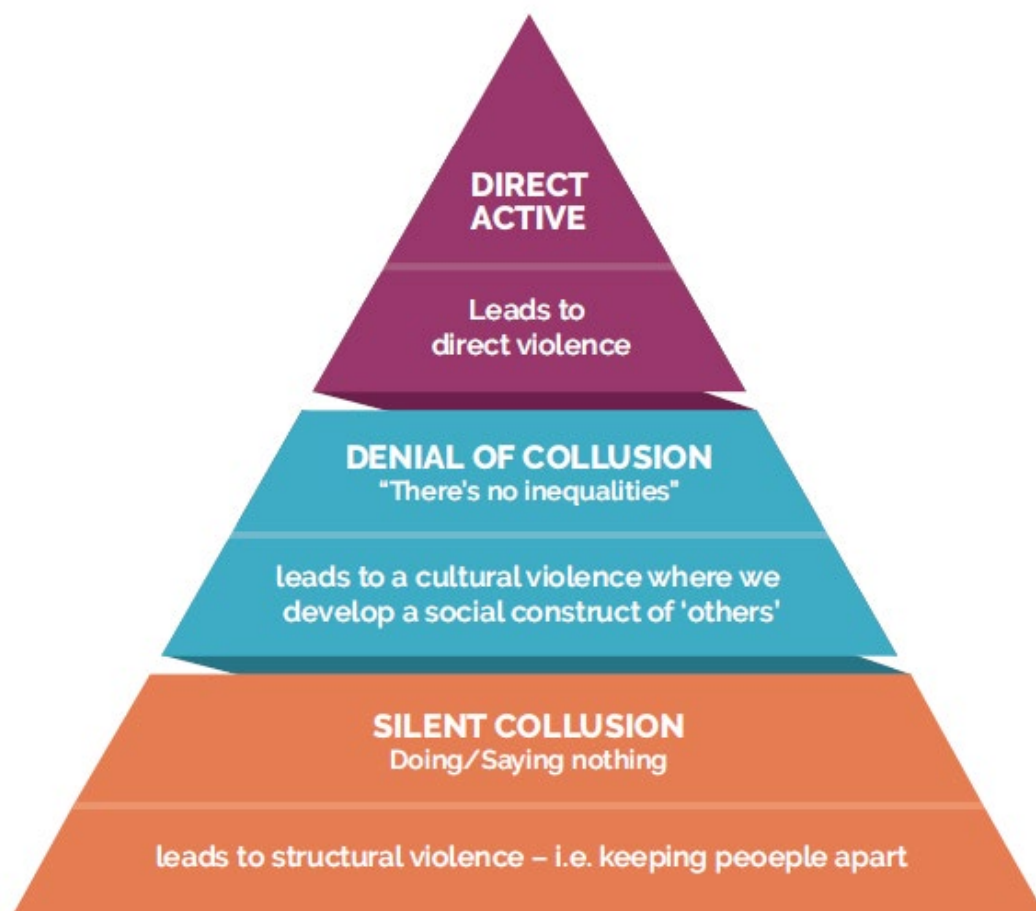 DIRECT
ACTIVE
Leads to
direct violence
DENIAL OF COLLUSION
“There's no inequalities”
leads to a cultural violence where we
develop a social construct of ‘others’
SILENT COLLUSION
Doing/Saying nothing
leads to structural violence – i.e. keeping peoeple apart